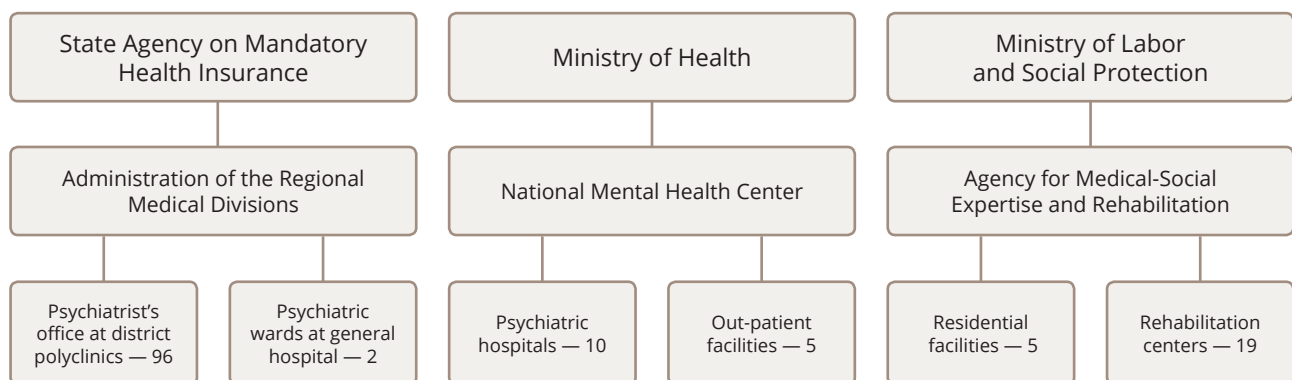 State Agency on Mandatory
Health Insurance
Ministry of Health
Ministry of Labor
and Social Protection
Administration of the Regional
Medical Divisions
National Mental Health Center
Agency for Medical-Social
Expertise and Rehabilitation
Psychiatrist’s
office at district
polyclinics — 96
Psychiatric
wards at general
hospital — 2
Psychiatric
hospitals — 10
Out-patient
facilities — 5
Residential
facilities — 5
Rehabilitation
centers — 19